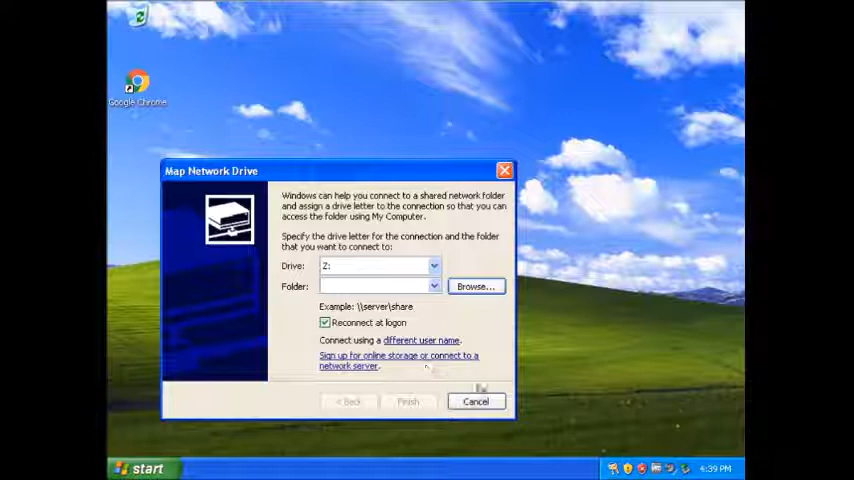 Google Chrome
Map Network Drive
Windows can help you connect to a shared network folder
and assign a drive letter to the connection so that you can
access the folder using My Computer.
Specify the drive letter for the connection and the folder
that you want to connect to:
Drive: Z:
Folder: Browse...
Example: \\server\share
Reconnect at logon
Connect using a different user name.
Sign up for online storage or connect to a
network server.
< Back Finish Cancel
start 4:39 PM